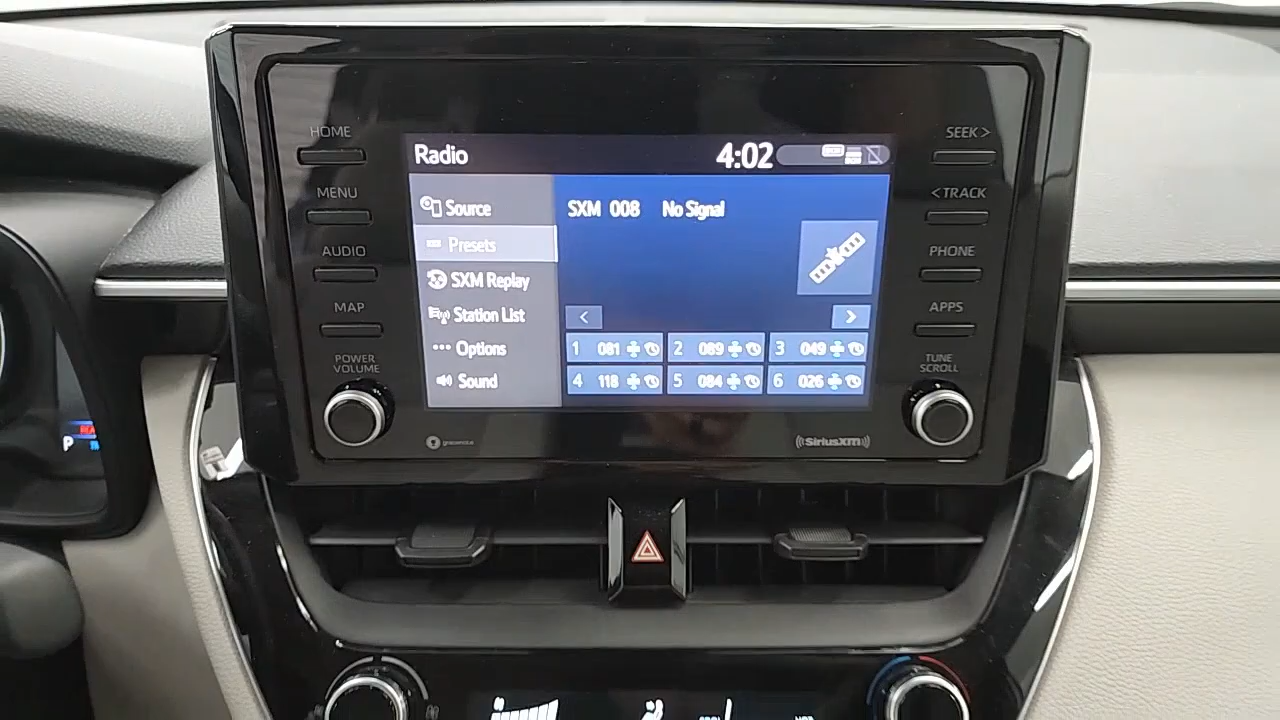 HOME
MENU
AUDIO
MAP
POWER
VOLUME
Radio
4:02
Source
Presets
SXM Replay
Station List
Options
Sound
SXM 008 No Signal
< >
1 081 2 089 3 049
4 118 5 084 6 026
SEEK >
< TRACK
PHONE
APPS
TUNE
SCROLL
gracenote
SiriusXM
P